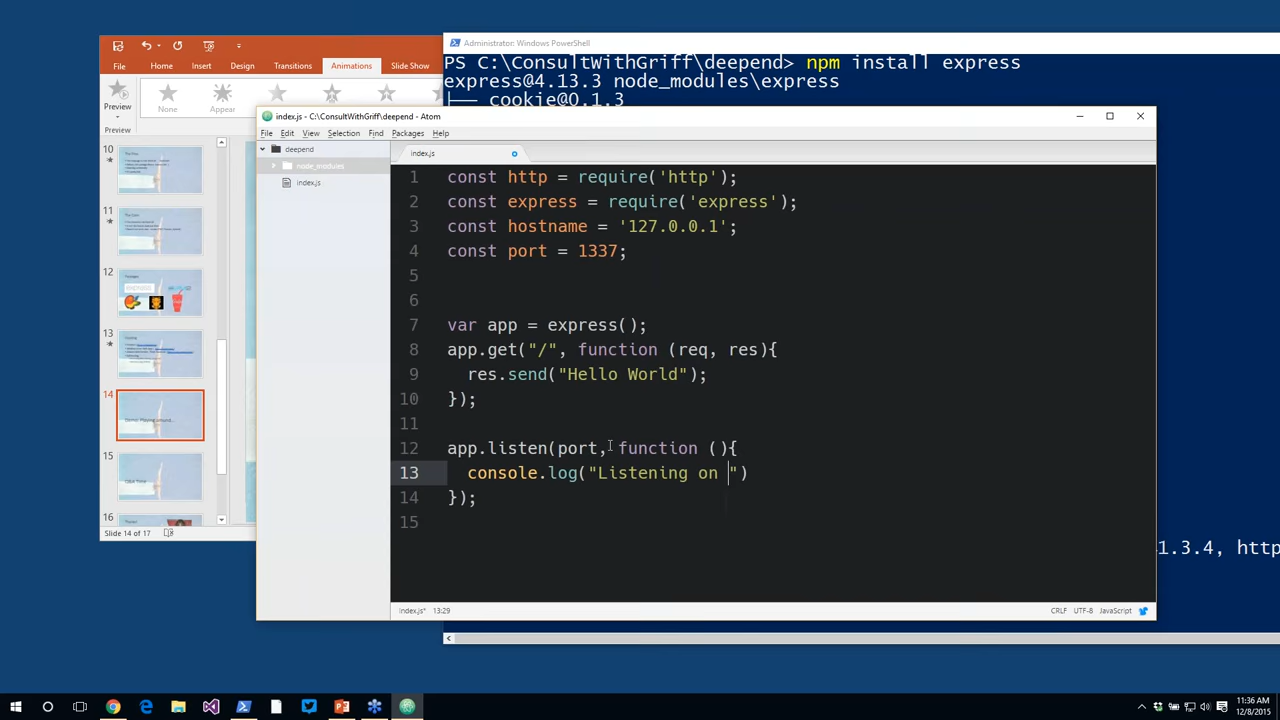 Administrator: Windows PowerShell
File Home Insert Design Transitions Animations Slide Show
PS C:\ConsultWithGriff\deepend> npm install express
express@4.13.3 node_modules\express
├── cookie@0.1.3
Preview
None
Appear
Preview
index.js - C:\ConsultWithGriff\deepend - Atom
File Edit View Selection Find Packages Help
deepend
node_modules
index.js
index.js
1 const http = require('http');
2 const express = require('express');
3 const hostname = '127.0.0.1';
4 const port = 1337;
5
6
7 var app = express();
8 app.get("/", function (req, res){
9 res.send("Hello World");
10 });
11
12 app.listen(port, function (){
13 console.log("Listening on ")
14 });
15
index.js* 13:29
CRLF UTF-8 JavaScript
10
11
12
13
14
15
16
Slide 14 of 17
1.3.4, http
11:36 AM
12/8/2015